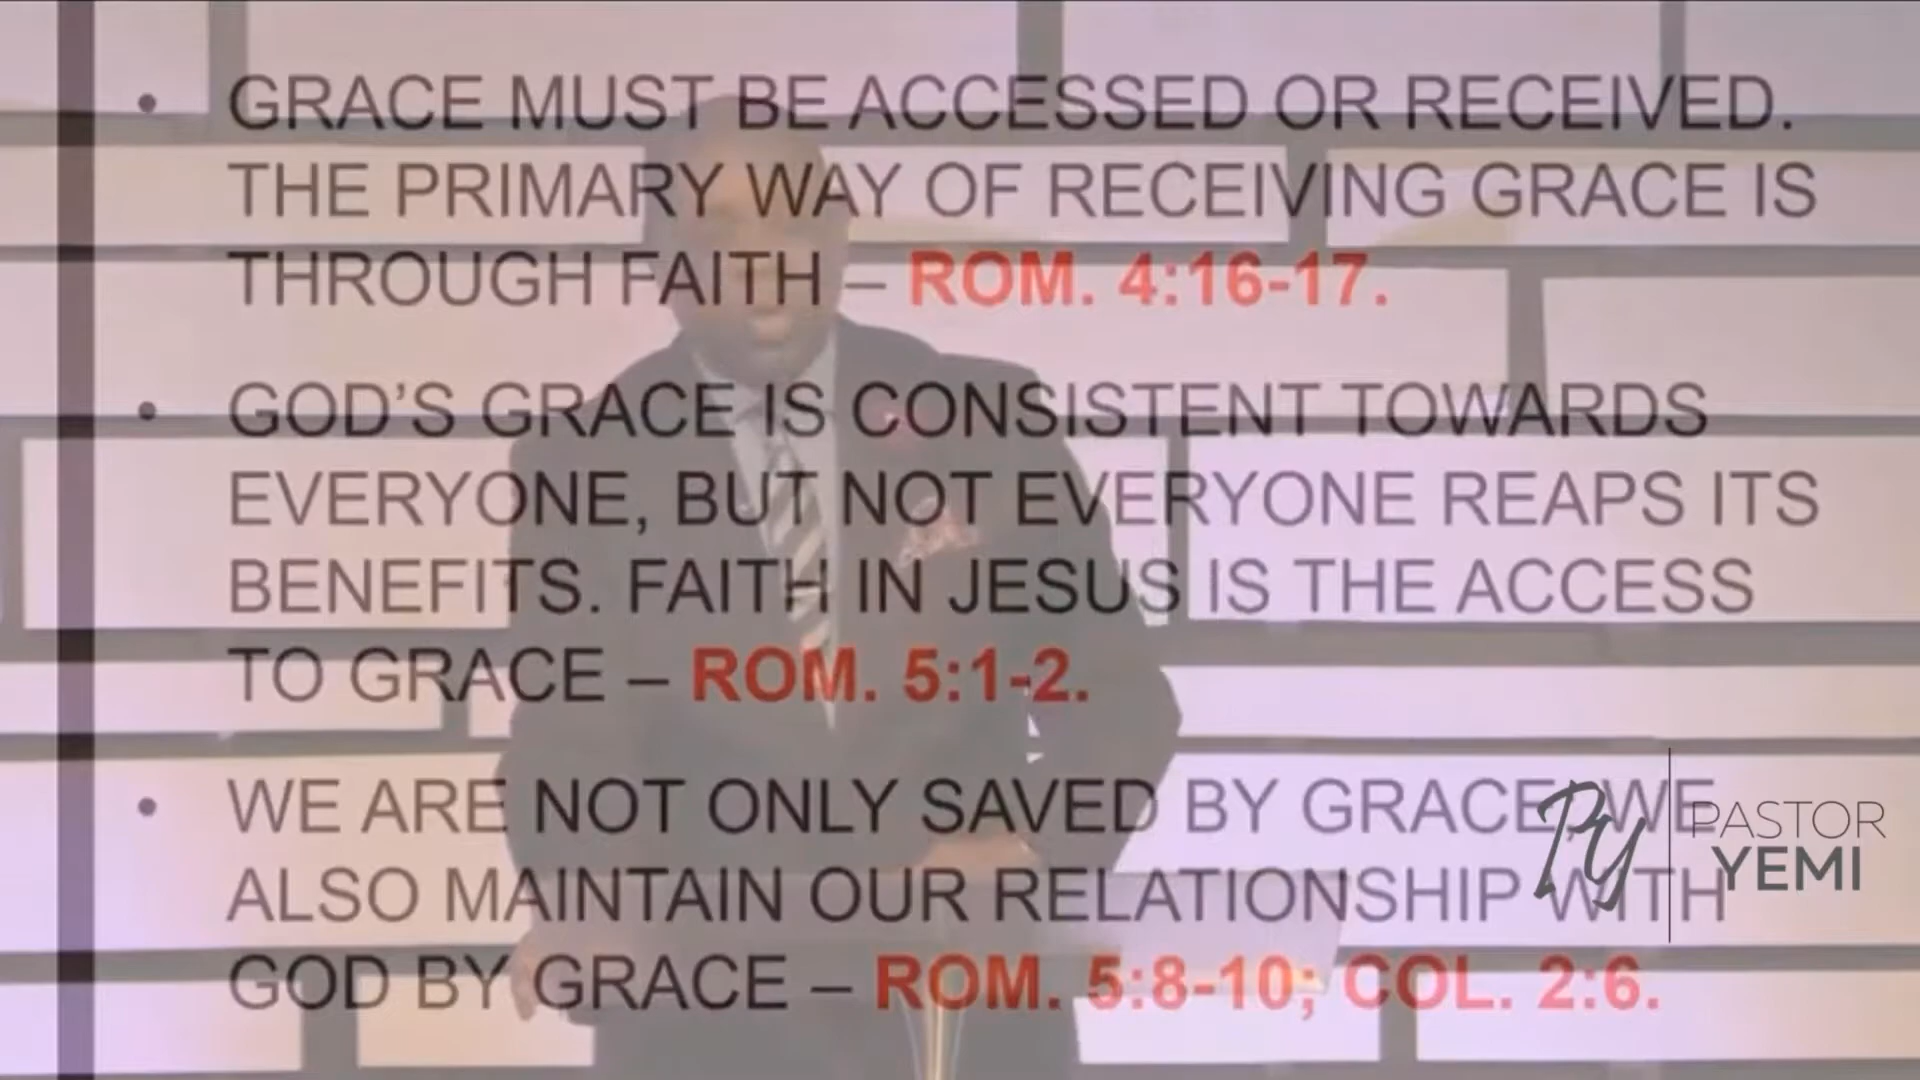 • GRACE MUST BE ACCESSED OR RECEIVED.
THE PRIMARY WAY OF RECEIVING GRACE IS
THROUGH FAITH – ROM. 4:16-17.
• GOD’S GRACE IS CONSISTENT TOWARDS
EVERYONE, BUT NOT EVERYONE REAPS ITS
BENEFITS. FAITH IN JESUS IS THE ACCESS
TO GRACE – ROM. 5:1-2.
• WE ARE NOT ONLY SAVED BY GRACE, WE
ALSO MAINTAIN OUR RELATIONSHIP WITH
GOD BY GRACE – ROM. 5:8-10; COL. 2:6.
PY
PASTOR
YEMI